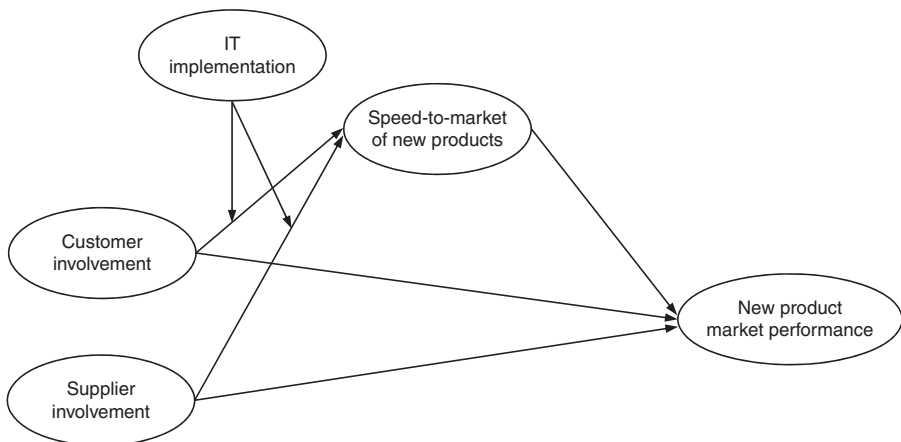 IT
implementation
Speed-to-market
of new products
Customer
involvement
New product
market performance
Supplier
involvement